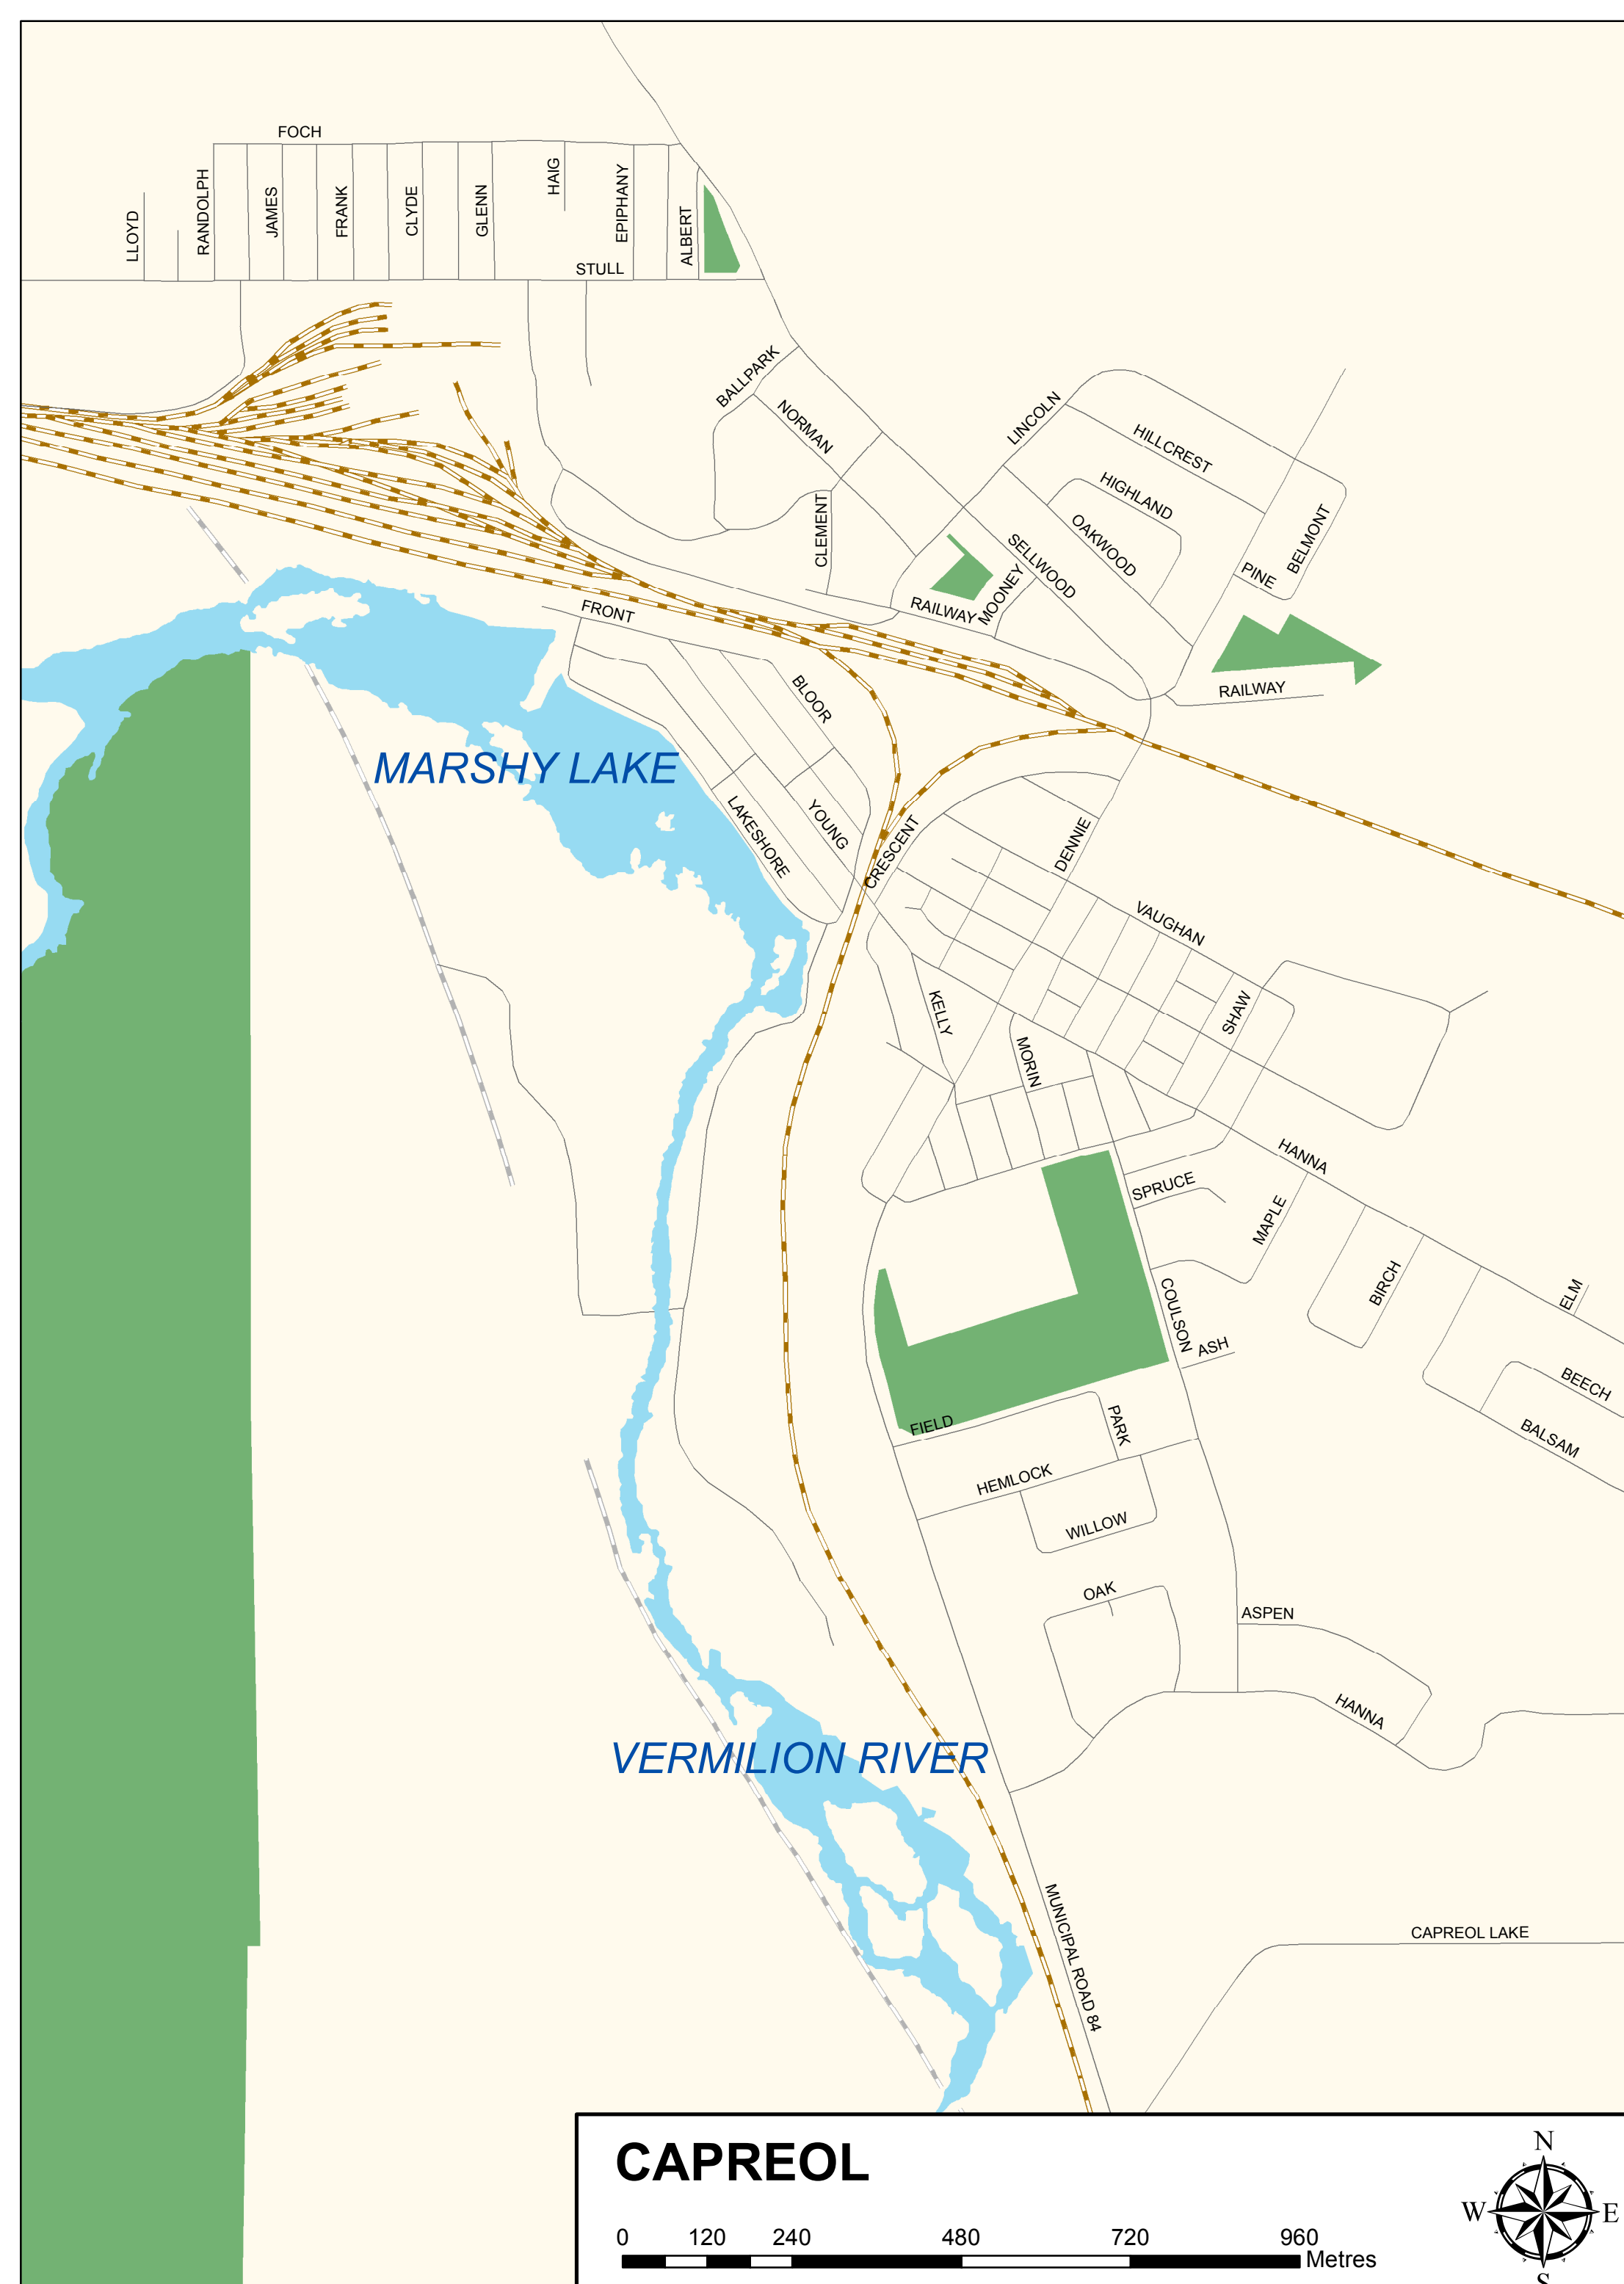 FOCH
LLOYD
RANDOLPH
JAMES
FRANK
CLYDE
GLENN
HAIG
EPIPHANY
ALBERT
STULL
BALLPARK
NORMAN
LINCOLN
HILLCREST
HIGHLAND
OAKWOOD
CLEMENT
SELLWOOD
BELMONT
PINE
MOONEY
RAILWAY
FRONT
RAILWAY
BLOOR
MARSHY LAKE
LAKESHORE
YOUNG
CRESCENT
DENNIE
VAUGHAN
KELLY
SHAW
MORIN
HANNA
SPRUCE
MAPLE
BIRCH
ELM
COULSON
ASH
BEECH
FIELD
PARK
BALSAM
HEMLOCK
WILLOW
OAK
ASPEN
HANNA
VERMILION RIVER
MUNICIPAL ROAD 84
CAPREOL LAKE
CAPREOL
0 120 240 480 720 960
Metres
N
W E
S